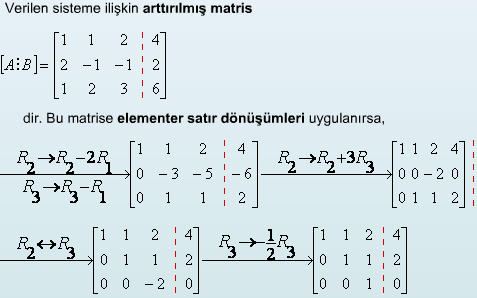 Verilen sisteme ilişkin arttırılmış matris
[A⋮B]= [1 1 2 ¦ 4; 2 -1 -1 ¦ 2; 1 2 3 ¦ 6]
dir. Bu matrise elementer satır dönüşümleri uygulanırsa,
R₂→R₂-2R₁ R₃→R₃-R₁ [1 1 2 ¦ 4; 0 -3 -5 ¦ -6; 0 1 1 ¦ 2] R₂→R₂+3R₃ [1 1 2 4; 0 0 -2 0; 0 1 1 2]
R₂↔R₃ [1 1 2 ¦ 4; 0 1 1 ¦ 2; 0 0 -2 ¦ 0] R₃→-1/2R₃ [1 1 2 ¦ 4; 0 1 1 ¦ 2; 0 0 1 ¦ 0]